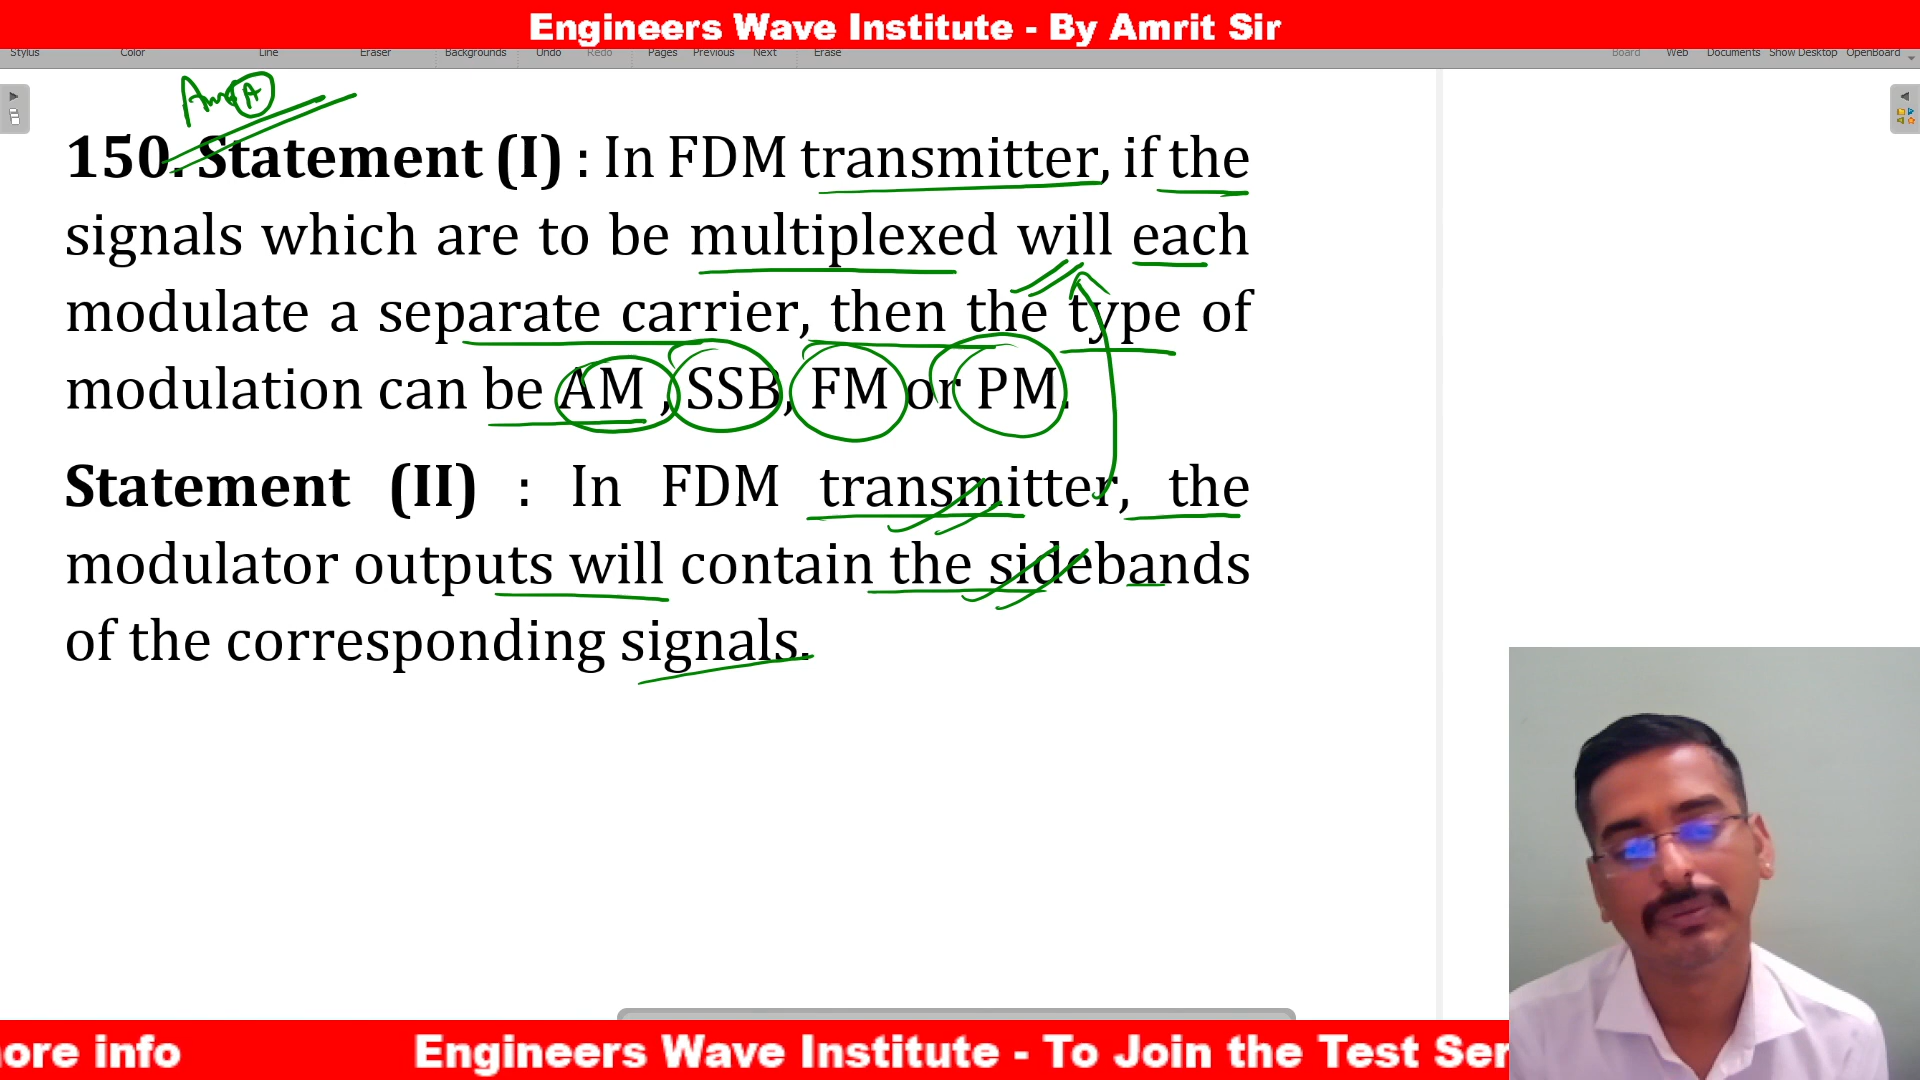 Engineers Wave Institute - By Amrit Sir
Stylus Color Line Eraser Backgrounds Undo Redo Pages Previous Next Erase Board Web Documents Show Desktop OpenBoard
Ans A
150. Statement (I) : In FDM transmitter, if the
signals which are to be multiplexed will each
modulate a separate carrier, then the type of
modulation can be AM , SSB, FM or PM.
Statement (II) : In FDM transmitter, the
modulator outputs will contain the sidebands
of the corresponding signals.
ore info Engineers Wave Institute - To Join the Test Ser